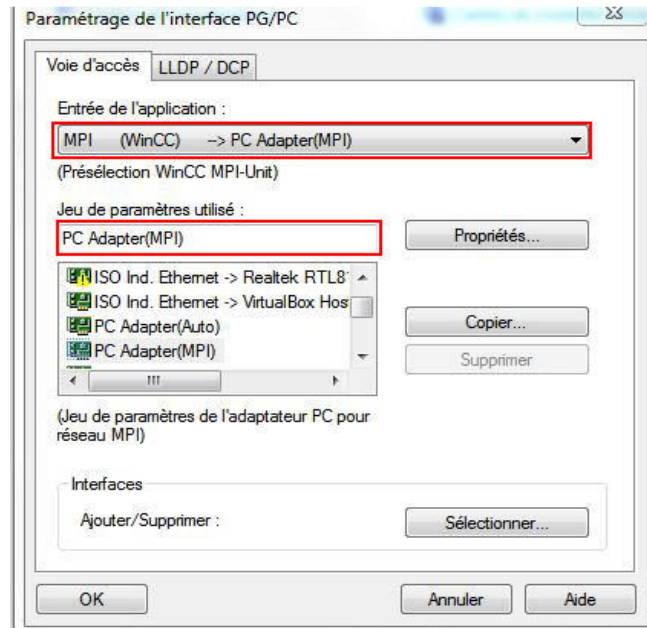 Paramétrage de l'interface PG/PC
Voie d'accès
LLDP / DCP
Entrée de l'application :
MPI (WinCC) --> PC Adapter(MPI)
(Présélection WinCC MPI-Unit)
Jeu de paramètres utilisé :
PC Adapter(MPI)
Propriétés...
ISO Ind. Ethernet -> Realtek RTL8
ISO Ind. Ethernet -> VirtualBox Hos
PC Adapter(Auto)
PC Adapter(MPI)
Copier...
Supprimer
(Jeu de paramètres de l'adaptateur PC pour
réseau MPI)
Interfaces
Ajouter/Supprimer :
Sélectionner...
OK
Annuler
Aide